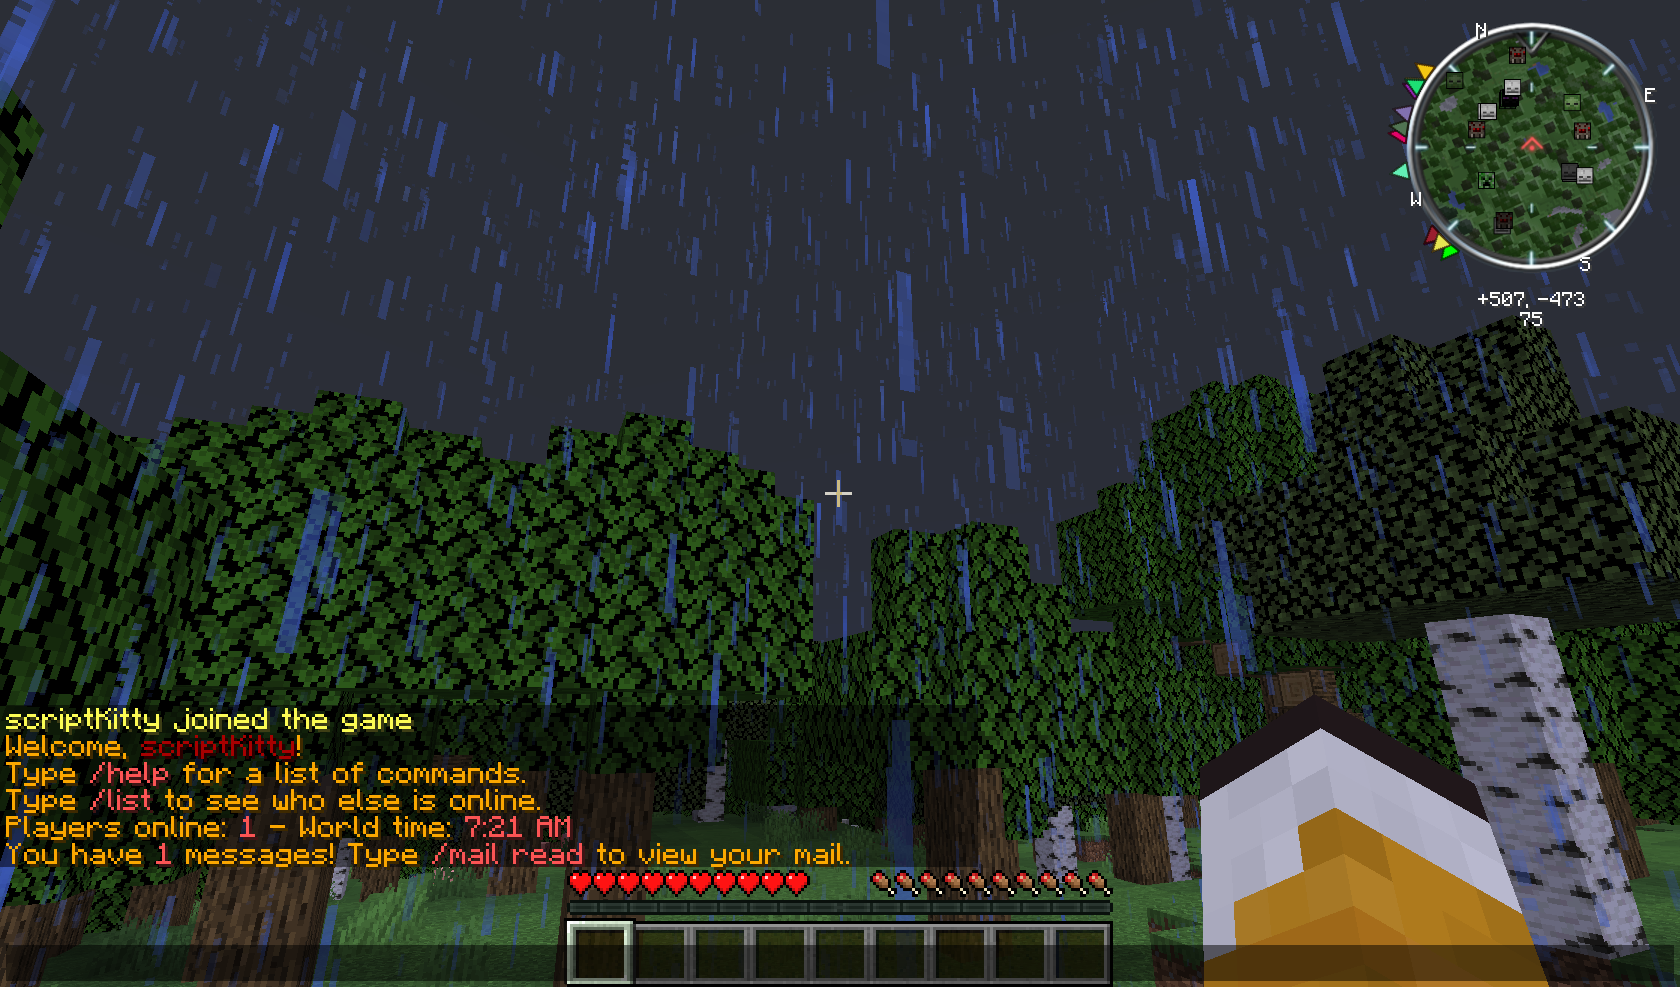 N
E
W
S
+507, -473
75
scriptKitty joined the game
Welcome, scriptKitty!
Type /help for a list of commands.
Type /list to see who else is online.
Players online: 1 - World time: 7:21 AM
You have 1 messages! Type /mail read to view your mail.